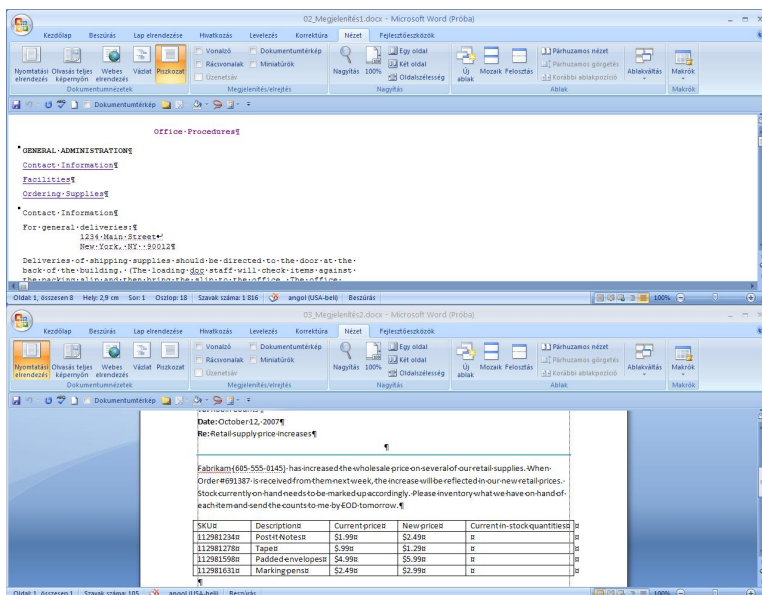 02_Megjelenítés1.docx - Microsoft Word (Próba)
Kezdőlap Beszúrás Lap elrendezése Hivatkozás Levelezés Korrektúra Nézet Fejlesztőeszközök
Nyomtatási elrendezés Olvasás teljes képernyőn Webes elrendezés Vázlat Piszkozat
Vonalzó Dokumentumtérkép
Rácsvonalak Miniatűrök
Üzenetsáv
Nagyítás 100% Egy oldal
Két oldal
Oldalszélesség
Új ablak Mozaik Felosztás
Párhuzamos nézet
Párhuzamos görgetés
Korábbi ablakpozíció
Ablakváltás Makrók
Dokumentumnézetek Megjelenítés/elrejtés Nagyítás Ablak Makrók
Dokumentumtérkép
Office·Procedures¶
GENERAL·ADMINISTRATION¶
Contact·Information¶
Facilities¶
Ordering·Supplies¶
Contact·Information¶
For·general·deliveries:¶
1234·Main·Street↵
New·York,·NY··90012¶
Deliveries·of·shipping·supplies·should·be·directed·to·the·door·at·the·
back·of·the·building.·(The·loading·doc·staff·will·check·items·against·
the·packing·slip·and·then·bring·the·slip·to·the·office.·The·office·
Oldal: 1, összesen 8 Hely: 2,9 cm Sor: 1 Oszlop: 18 Szavak száma: 1 816 angol (USA-beli) Beszúrás 100%
03_Megjelenítés2.docx - Microsoft Word (Próba)
Kezdőlap Beszúrás Lap elrendezése Hivatkozás Levelezés Korrektúra Nézet Fejlesztőeszközök
Nyomtatási elrendezés Olvasás teljes képernyőn Webes elrendezés Vázlat Piszkozat
Vonalzó Dokumentumtérkép
Rácsvonalak Miniatűrök
Üzenetsáv
Nagyítás 100% Egy oldal
Két oldal
Oldalszélesség
Új ablak Mozaik Felosztás
Párhuzamos nézet
Párhuzamos görgetés
Korábbi ablakpozíció
Ablakváltás Makrók
Dokumentumnézetek Megjelenítés/elrejtés Nagyítás Ablak Makrók
Dokumentumtérkép
Date:·October·12,·2007¶
Re:·Retail·supply·price·increases¶
¶
Fabrikam·(605-555-0145)··has·increased·the·wholesale·price·on·several·of·our·retail·supplies.·When·
Order·#691387·is·received·from·them·next·week,·the·increase·will·be·reflected·in·our·new·retail·prices.·
Stock·currently·on·hand·needs·to·be·marked·up·accordingly.·Please·inventory·what·we·have·on·hand·of·
each·item·and·send·the·counts·to·me·by·EOD·tomorrow.¶
SKU¤ Description¤ Current·price¤ New·price¤ Current·in-stock·quantities¤ ¤
112981234¤ Post-it·Notes¤ $1.99¤ $2.49¤ ¤ ¤
112981278¤ Tape¤ $.99¤ $1.29¤ ¤ ¤
112981598¤ Padded·envelopes¤ $4.99¤ $5.99¤ ¤ ¤
112981631¤ Marking·pens¤ $2.49¤ $2.99¤ ¤ ¤
¶
Oldal: 1, összesen 1 Szavak száma: 105 angol (USA-beli) Beszúrás 100%